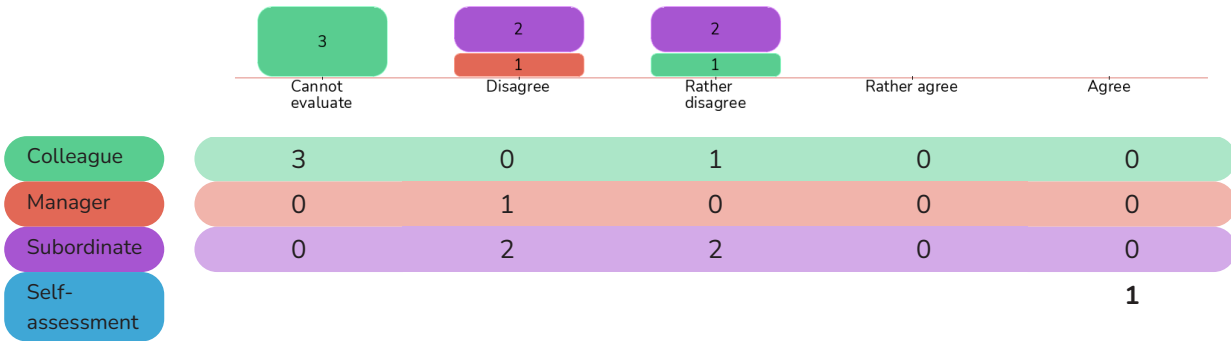 3
2
1
2
1
Cannot
evaluate
Disagree
Rather
disagree
Rather agree
Agree
Colleague 3 0 1 0 0
Manager 0 1 0 0 0
Subordinate 0 2 2 0 0
Self-
assessment
1